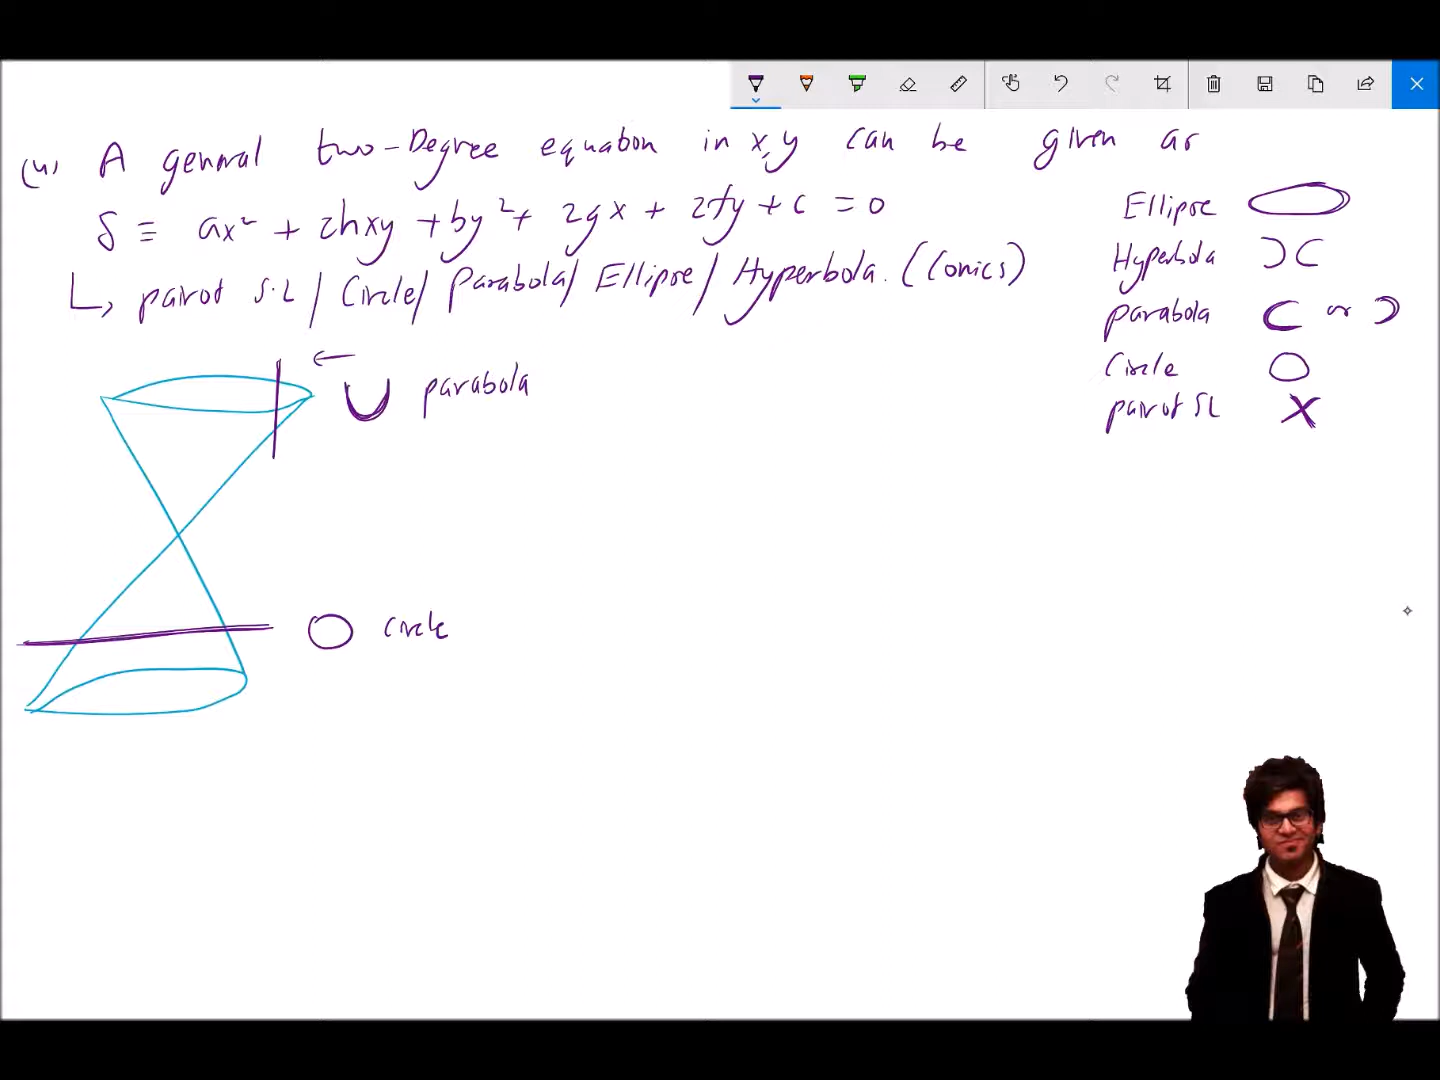 (4) A general two-Degree equation in x,y can be given as
S ≡ ax² + 2hxy + by² + 2gx + 2fy + c = 0
↳ pair of S.L / Circle / Parabola / Ellipse / Hyperbola. (Conics)
Ellipse
Hyperbola
parabola or
Circle
pair of SL
parabola
circle